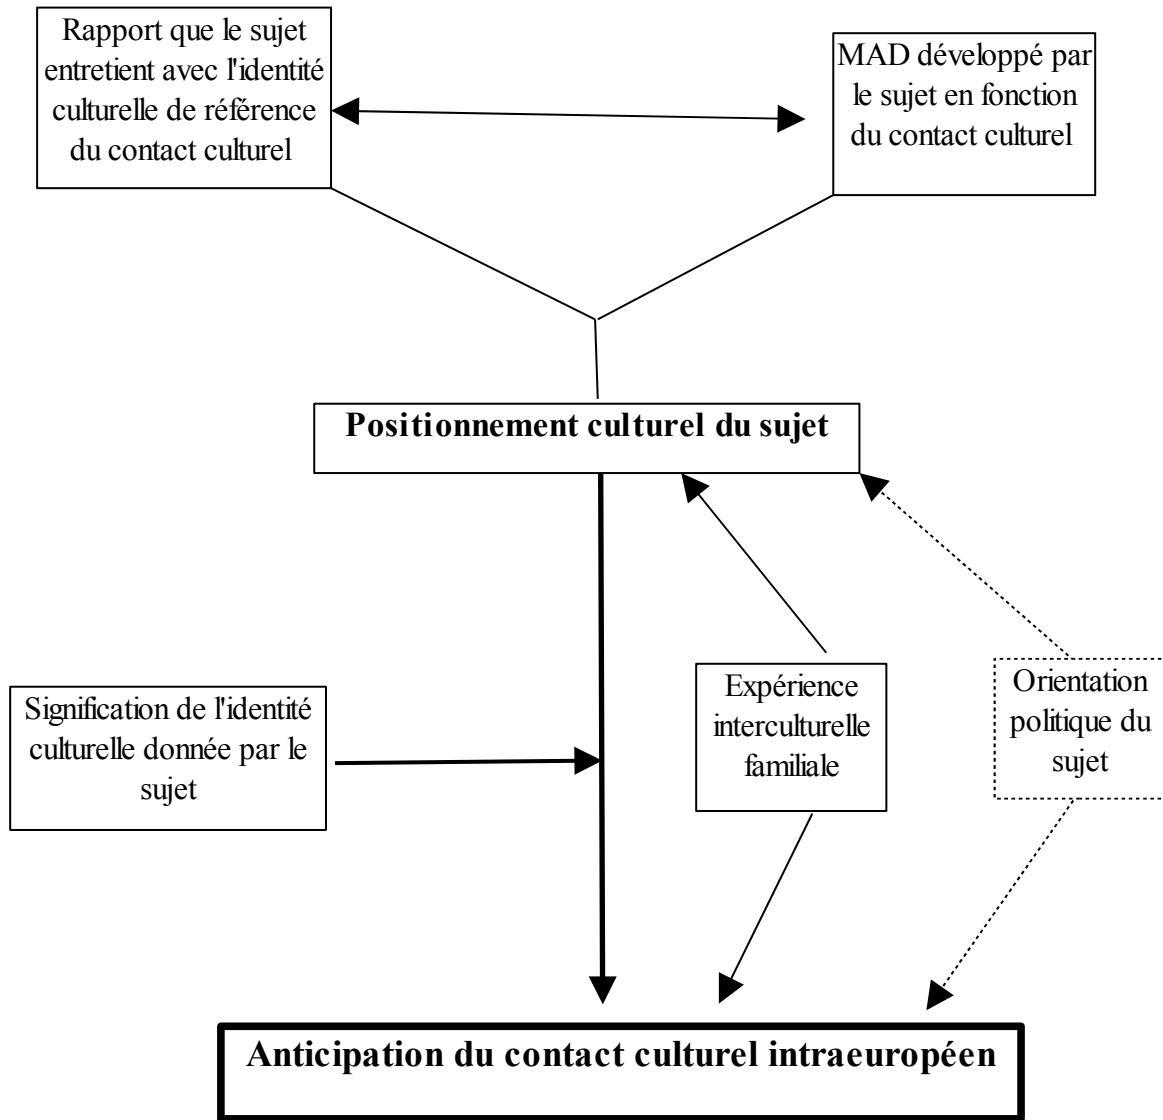 Rapport que le sujet
entretient avec l'identité
culturelle de référence
du contact culturel
MAD développé par
le sujet en fonction
du contact culturel
Positionnement culturel du sujet
Signification de l'identité
culturelle donnée par le
sujet
Expérience
interculturelle
familiale
Orientation
politique du
sujet
Anticipation du contact culturel intraeuropéen